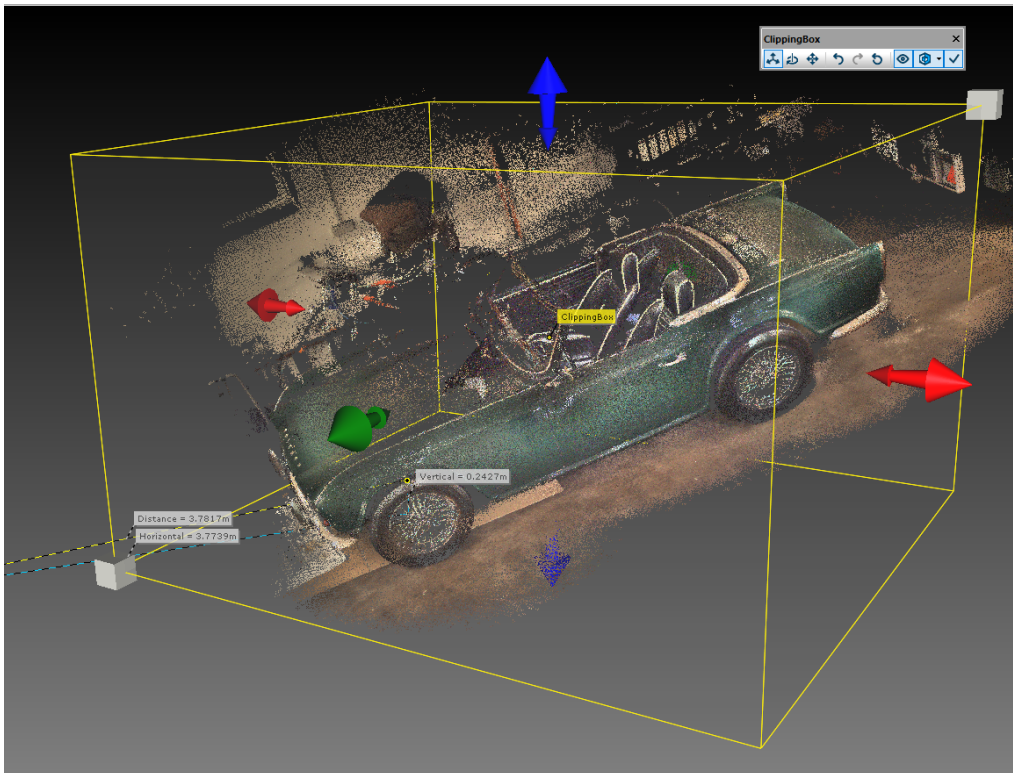 ClippingBox
ClippingBox
Vertical = 0.2427m
Distance = 3.7817m
Horizontal = 3.7739m